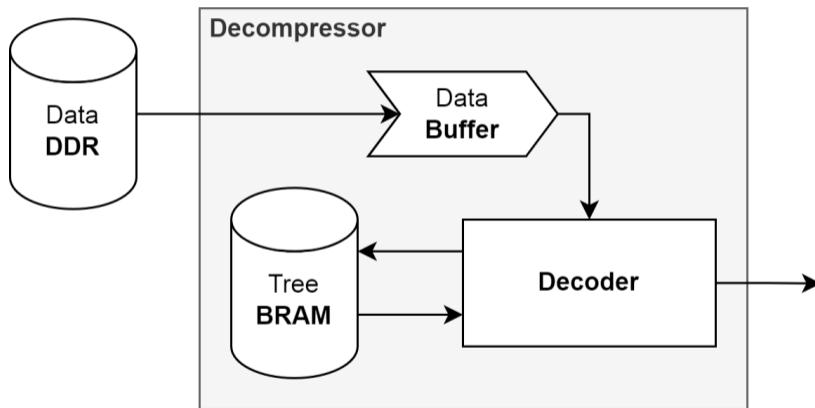 Decompressor
Data
DDR
Data
Buffer
Tree
BRAM
Decoder